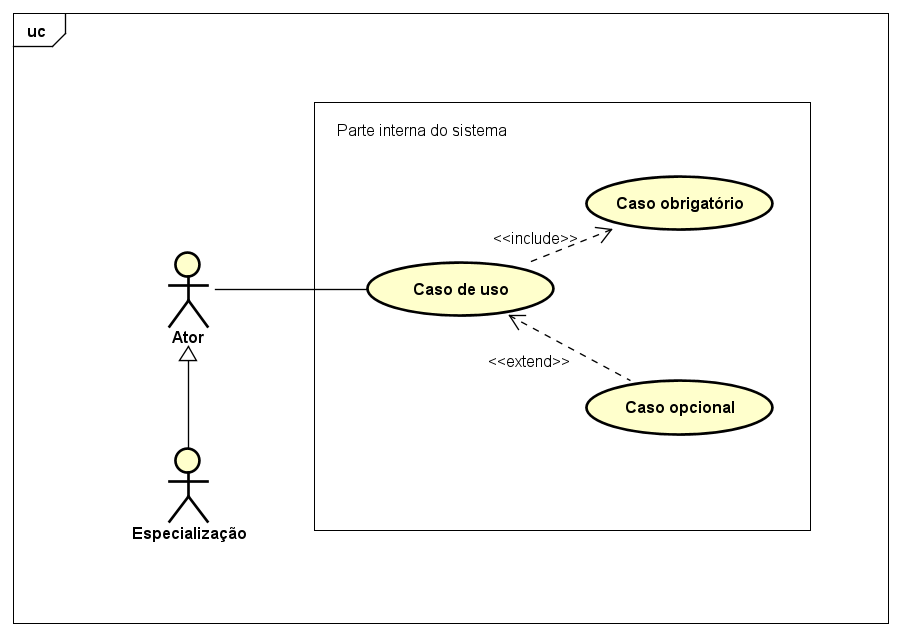 uc
Parte interna do sistema
Caso obrigatório
<<include>>
Caso de uso
Ator
<<extend>>
Caso opcional
Especialização